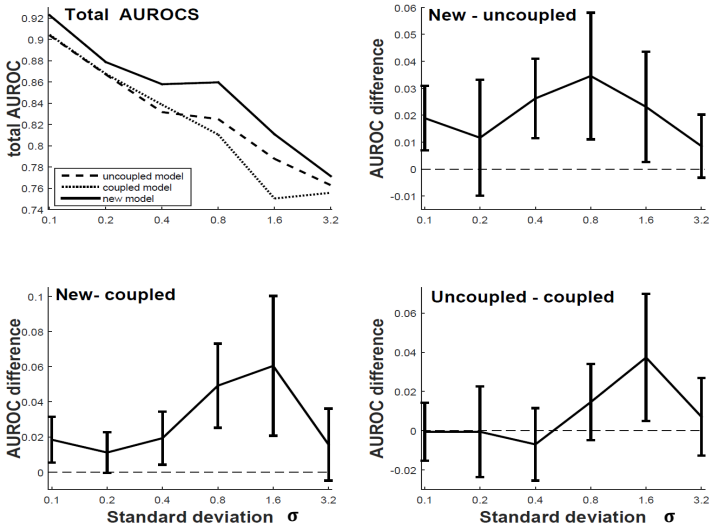 Total AUROCS
total AUROC
0.92
0.9
0.88
0.86
0.84
0.82
0.8
0.78
0.76
0.74
uncoupled model
coupled model
new model
0.1 0.2 0.4 0.8 1.6 3.2
New - uncoupled
AUROC difference
0.06
0.05
0.04
0.03
0.02
0.01
0
-0.01
0.1 0.2 0.4 0.8 1.6 3.2
New- coupled
AUROC difference
0.1
0.08
0.06
0.04
0.02
0
0.1 0.2 0.4 0.8 1.6 3.2
Standard deviation σ
Uncoupled - coupled
AUROC difference
0.06
0.04
0.02
0
-0.02
0.1 0.2 0.4 0.8 1.6 3.2
Standard deviation σ